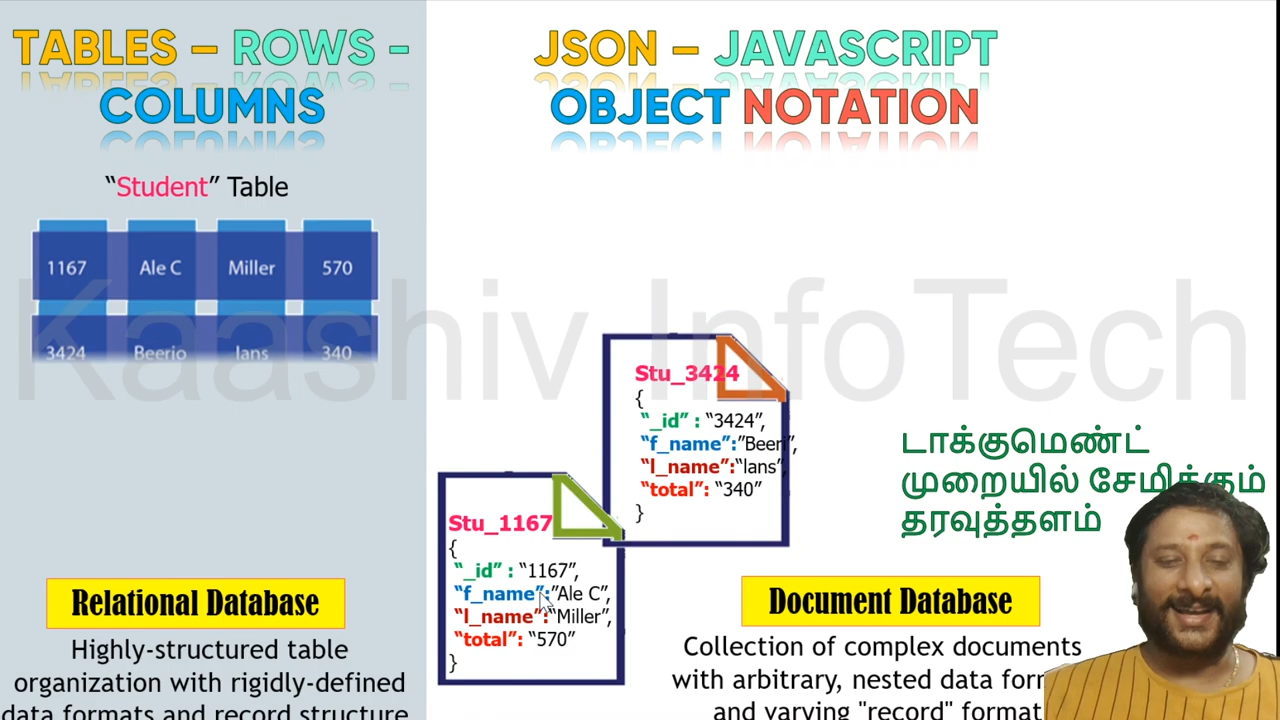 TABLES – ROWS -
COLUMNS
"Student" Table
1167 Ale C Miller 570
3424 Beerio Ians 340
Relational Database
Highly-structured table
organization with rigidly-defined
data formats and record structure
JSON – JAVASCRIPT
OBJECT NOTATION
Kaashiv InfoTech
Stu_3424
{
"_id" : "3424",
"f_name":"Beeri",
"l_name":"Ians",
"total": "340"
}
Stu_1167
{
"_id" : "1167",
"f_name":"Ale C",
"l_name":"Miller",
"total": "570"
}
டாக்குமெண்ட்
முறையில் சேமிக்கும்
தரவுத்தளம்
Document Database
Collection of complex documents
with arbitrary, nested data
and varying "record" format